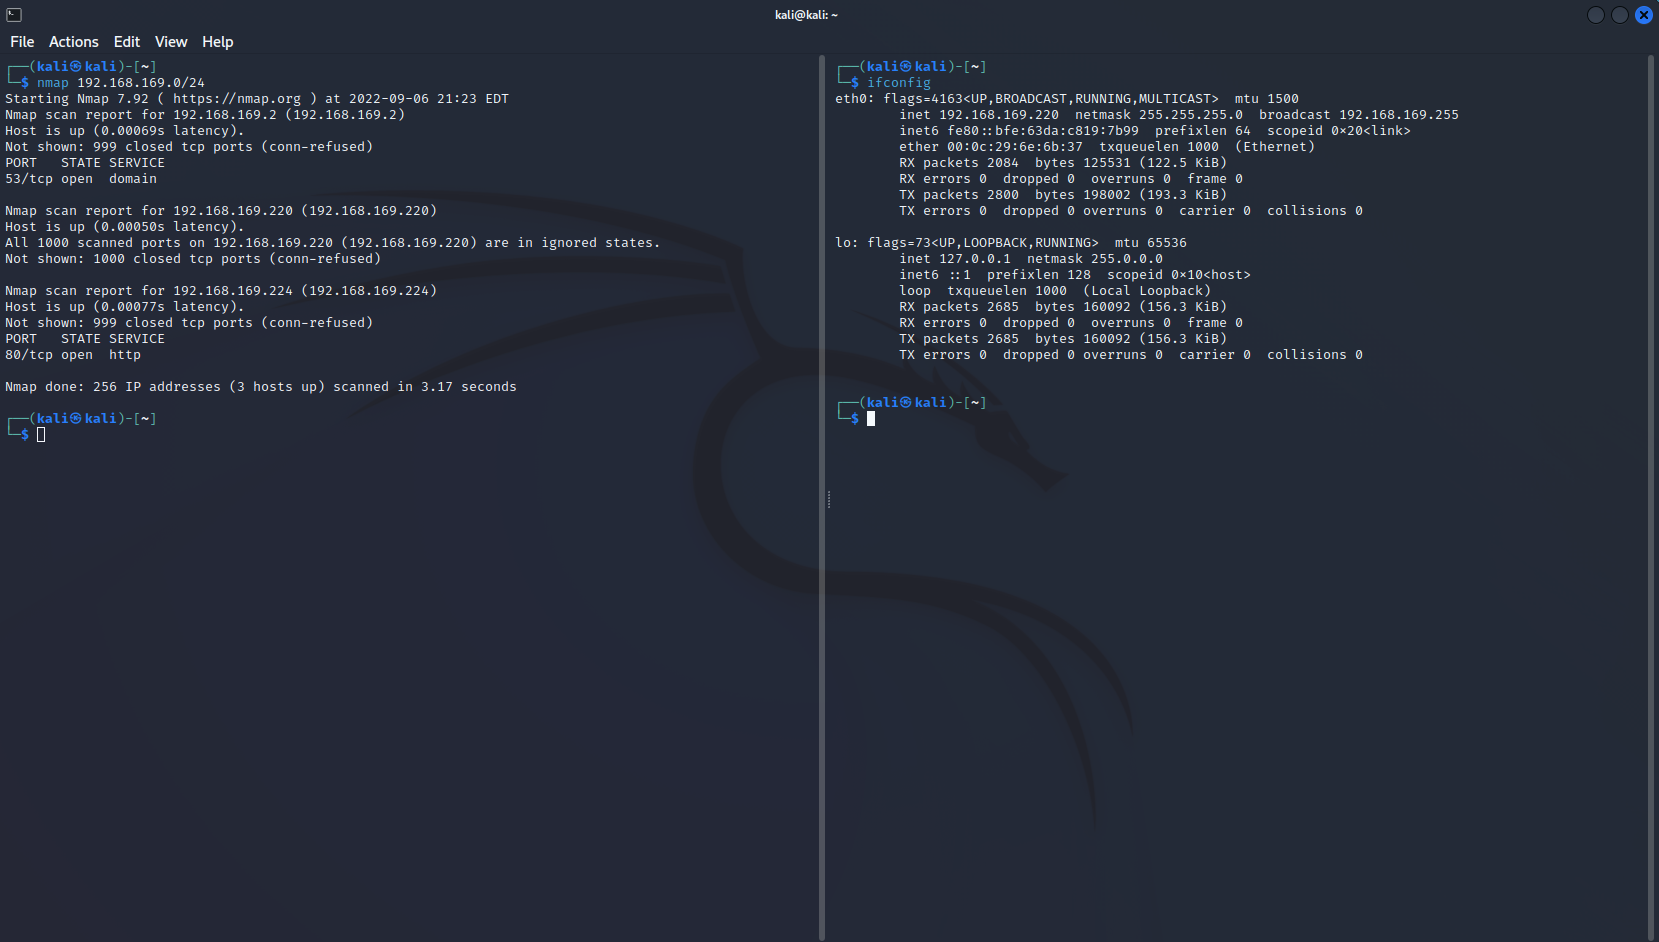 kali@kali: ~
File Actions Edit View Help
┌──(kali㉿kali)-[~]
└─$ nmap 192.168.169.0/24
Starting Nmap 7.92 ( https://nmap.org ) at 2022-09-06 21:23 EDT
Nmap scan report for 192.168.169.2 (192.168.169.2)
Host is up (0.00069s latency).
Not shown: 999 closed tcp ports (conn-refused)
PORT   STATE SERVICE
53/tcp open  domain

Nmap scan report for 192.168.169.220 (192.168.169.220)
Host is up (0.00050s latency).
All 1000 scanned ports on 192.168.169.220 (192.168.169.220) are in ignored states.
Not shown: 1000 closed tcp ports (conn-refused)

Nmap scan report for 192.168.169.224 (192.168.169.224)
Host is up (0.00077s latency).
Not shown: 999 closed tcp ports (conn-refused)
PORT   STATE SERVICE
80/tcp open  http

Nmap done: 256 IP addresses (3 hosts up) scanned in 3.17 seconds

┌──(kali㉿kali)-[~]
└─$
┌──(kali㉿kali)-[~]
└─$ ifconfig
eth0: flags=4163<UP,BROADCAST,RUNNING,MULTICAST>  mtu 1500
        inet 192.168.169.220  netmask 255.255.255.0  broadcast 192.168.169.255
        inet6 fe80::bfe:63da:c819:7b99  prefixlen 64  scopeid 0x20<link>
        ether 00:0c:29:6e:6b:37  txqueuelen 1000  (Ethernet)
        RX packets 2084  bytes 125531 (122.5 KiB)
        RX errors 0  dropped 0  overruns 0  frame 0
        TX packets 2800  bytes 198002 (193.3 KiB)
        TX errors 0  dropped 0 overruns 0  carrier 0  collisions 0

lo: flags=73<UP,LOOPBACK,RUNNING>  mtu 65536
        inet 127.0.0.1  netmask 255.0.0.0
        inet6 ::1  prefixlen 128  scopeid 0x10<host>
        loop  txqueuelen 1000  (Local Loopback)
        RX packets 2685  bytes 160092 (156.3 KiB)
        RX errors 0  dropped 0  overruns 0  frame 0
        TX packets 2685  bytes 160092 (156.3 KiB)
        TX errors 0  dropped 0 overruns 0  carrier 0  collisions 0

┌──(kali㉿kali)-[~]
└─$